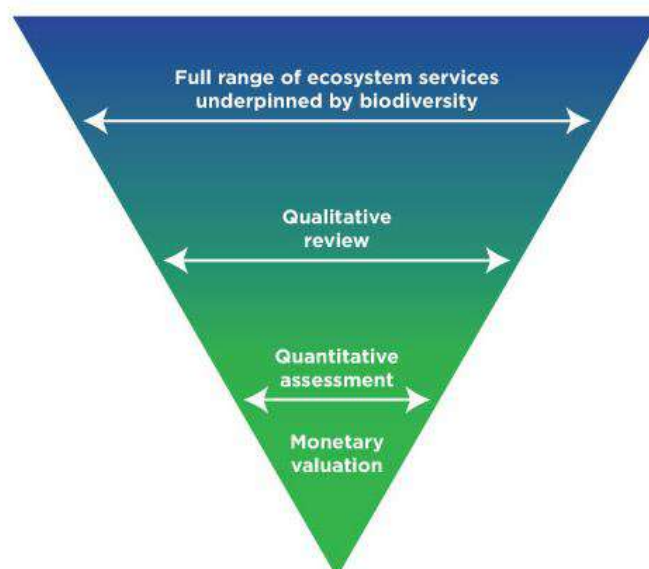 Full range of ecosystem services
underpinned by biodiversity
Qualitative
review
Quantitative
assessment
Monetary
valuation